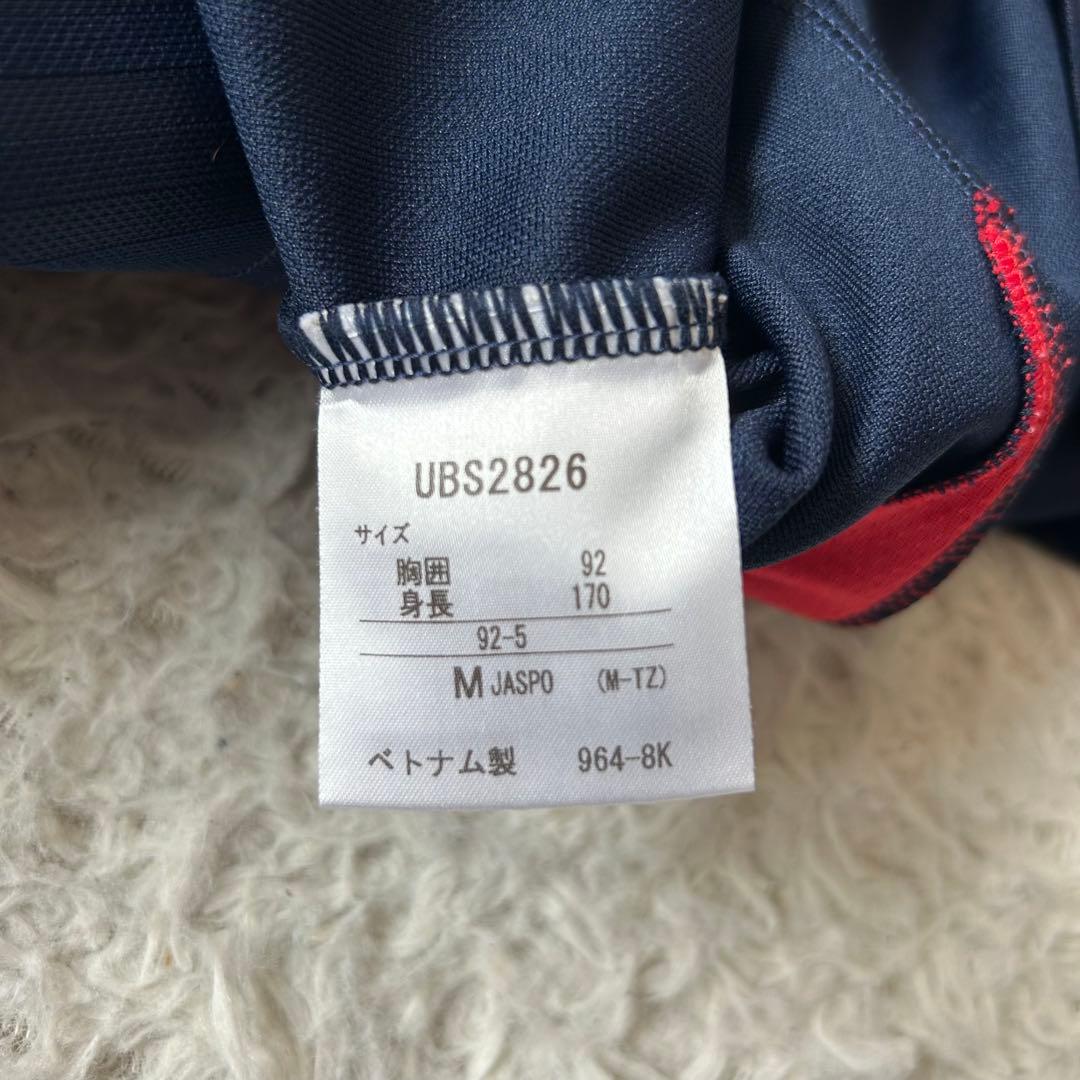 UBS2826
サイズ
胸囲 92
身長 170
92-5
M JASPO (M-TZ)
ベトナム製 964-8K